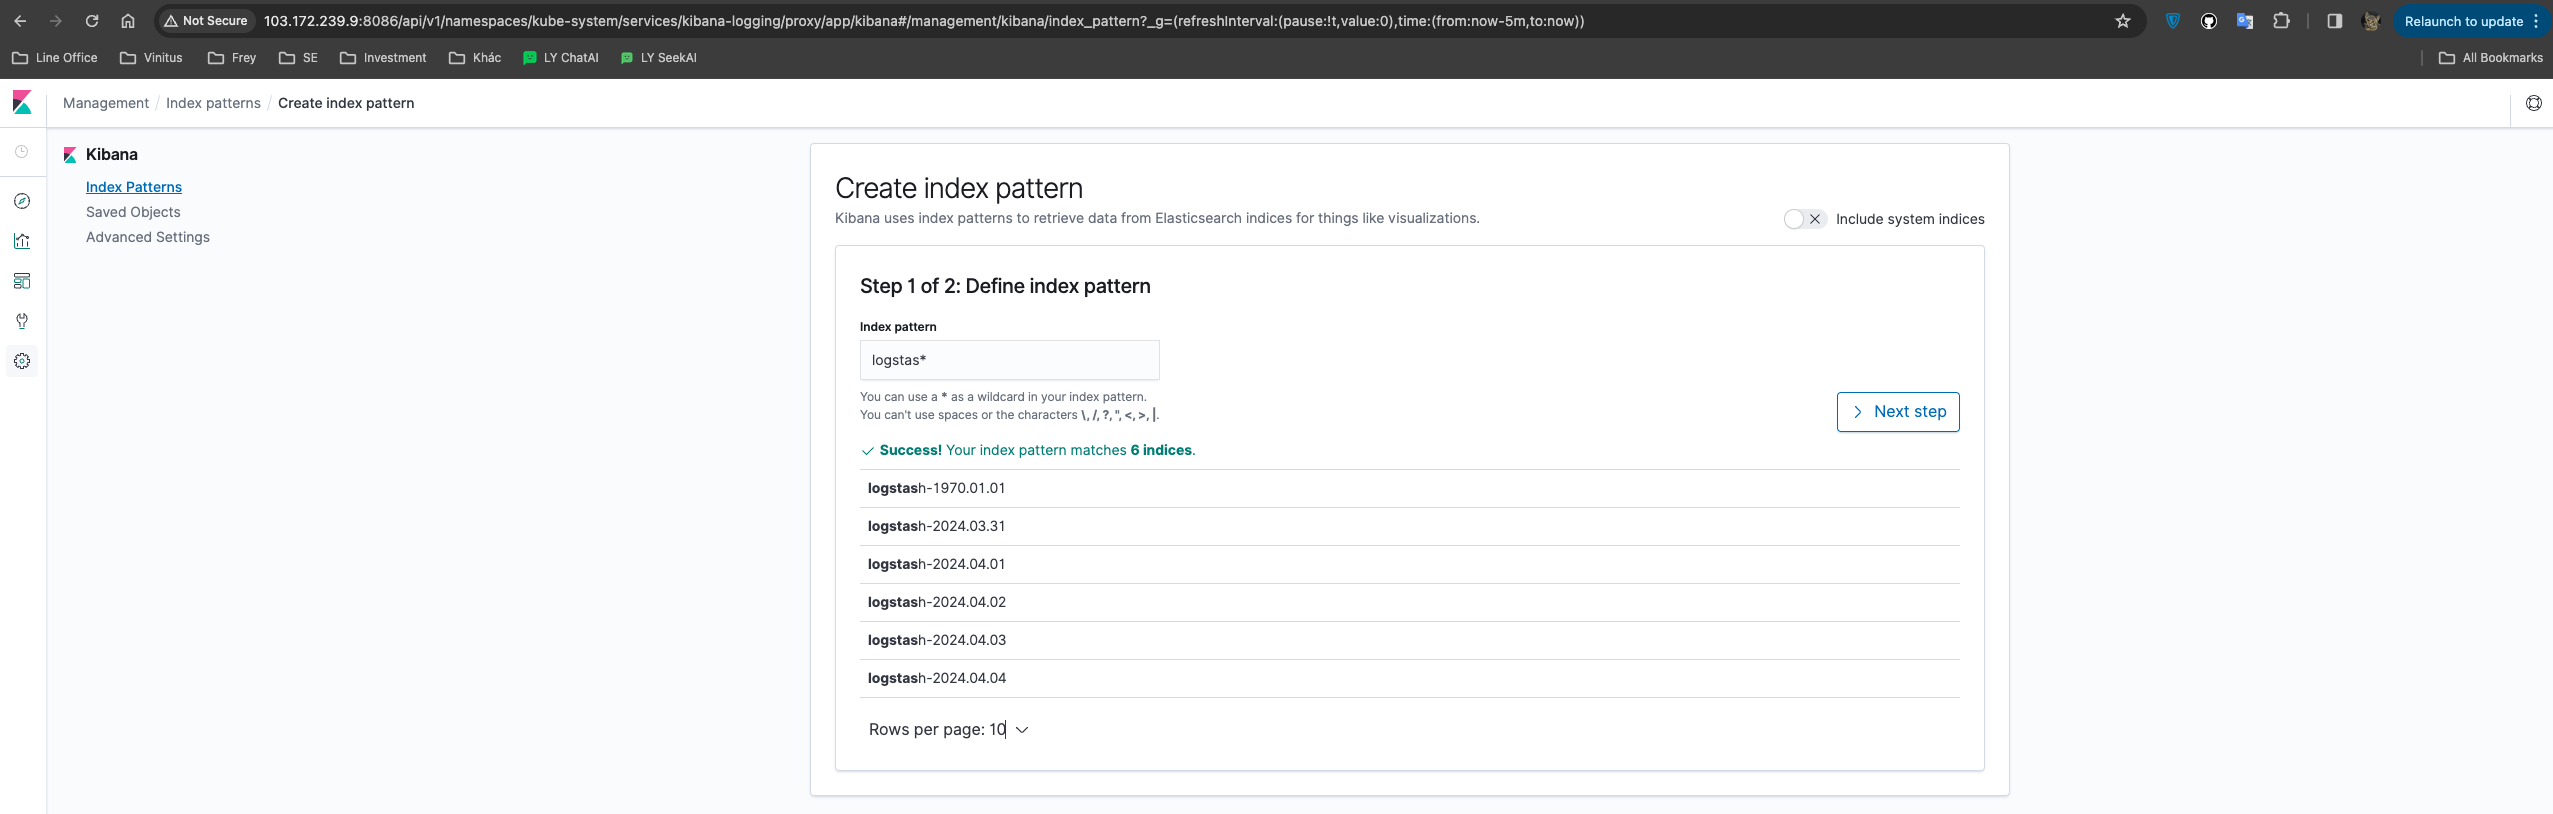 Not Secure 103.172.239.9:8086/api/v1/namespaces/kube-system/services/kibana-logging/proxy/app/kibana#/management/kibana/index_pattern?_g=(refreshInterval:(pause:!t,value:0),time:(from:now-5m,to:now)) Relaunch to update
Line Office Vinitus Frey SE Investment Khác LY ChatAI LY SeekAI All Bookmarks
Management / Index patterns / Create index pattern
Kibana
Index Patterns
Saved Objects
Advanced Settings
Create index pattern
Kibana uses index patterns to retrieve data from Elasticsearch indices for things like visualizations.
Include system indices
Step 1 of 2: Define index pattern
Index pattern
logstas*
You can use a * as a wildcard in your index pattern.
You can't use spaces or the characters \, /, ?, ", <, >, |.
Next step
Success! Your index pattern matches 6 indices.
logstash-1970.01.01
logstash-2024.03.31
logstash-2024.04.01
logstash-2024.04.02
logstash-2024.04.03
logstash-2024.04.04
Rows per page: 10